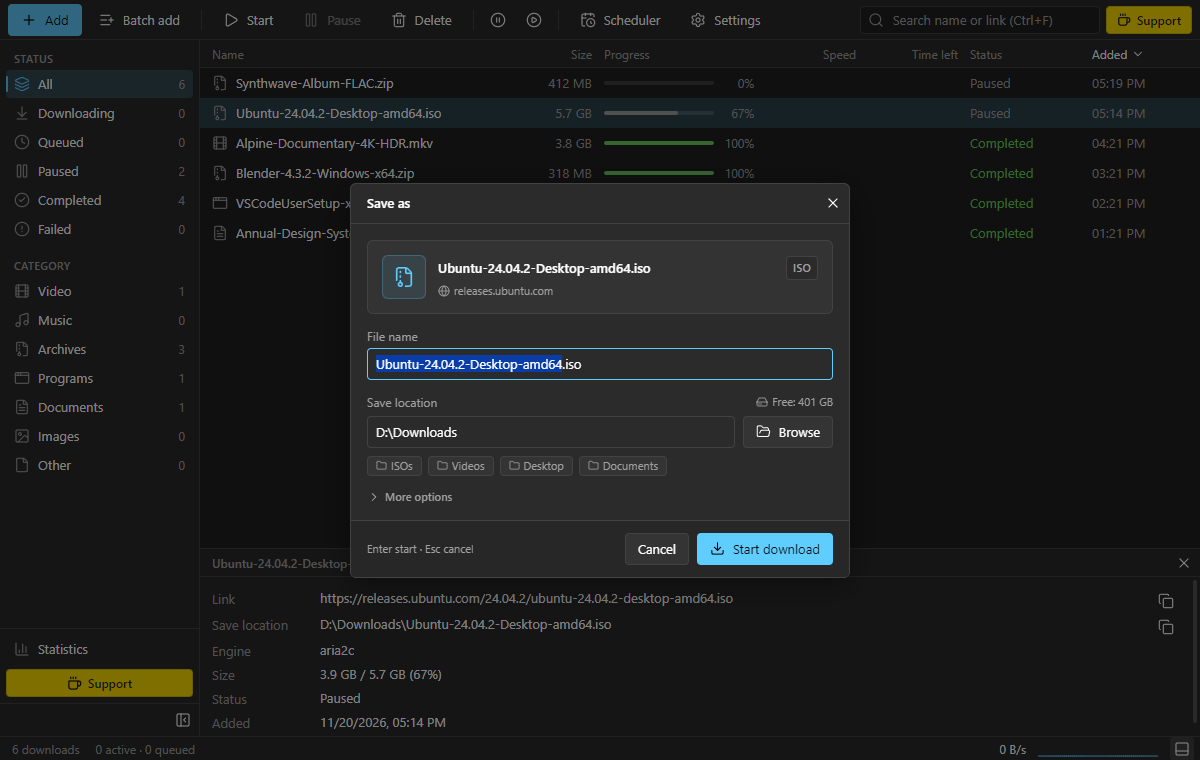 Add Batch add Start Pause Delete Scheduler Settings Search name or link (Ctrl+F) Support
STATUS
All 6
Downloading 0
Queued 0
Paused 2
Completed 4
Failed 0
CATEGORY
Video 1
Music 0
Archives 3
Programs 1
Documents 1
Images 0
Other 0
Statistics
Support
Name Size Progress Speed Time left Status Added
Synthwave-Album-FLAC.zip 412 MB 0% Paused 05:19 PM
Ubuntu-24.04.2-Desktop-amd64.iso 5.7 GB 67% Paused 05:14 PM
Alpine-Documentary-4K-HDR.mkv 3.8 GB 100% Completed 04:21 PM
Blender-4.3.2-Windows-x64.zip 318 MB 100% Completed 03:21 PM
VSCodeUserSetup-x Completed 02:21 PM
Annual-Design-Syst Completed 01:21 PM
Save as
Ubuntu-24.04.2-Desktop-amd64.iso ISO
releases.ubuntu.com
File name
Ubuntu-24.04.2-Desktop-amd64.iso
Save location Free: 401 GB
D:\Downloads Browse
ISOs Videos Desktop Documents
More options
Enter start · Esc cancel Cancel Start download
Ubuntu-24.04.2-Desktop-
Link https://releases.ubuntu.com/24.04.2/ubuntu-24.04.2-desktop-amd64.iso
Save location D:\Downloads\Ubuntu-24.04.2-Desktop-amd64.iso
Engine aria2c
Size 3.9 GB / 5.7 GB (67%)
Status Paused
Added 11/20/2026, 05:14 PM
6 downloads 0 active · 0 queued 0 B/s